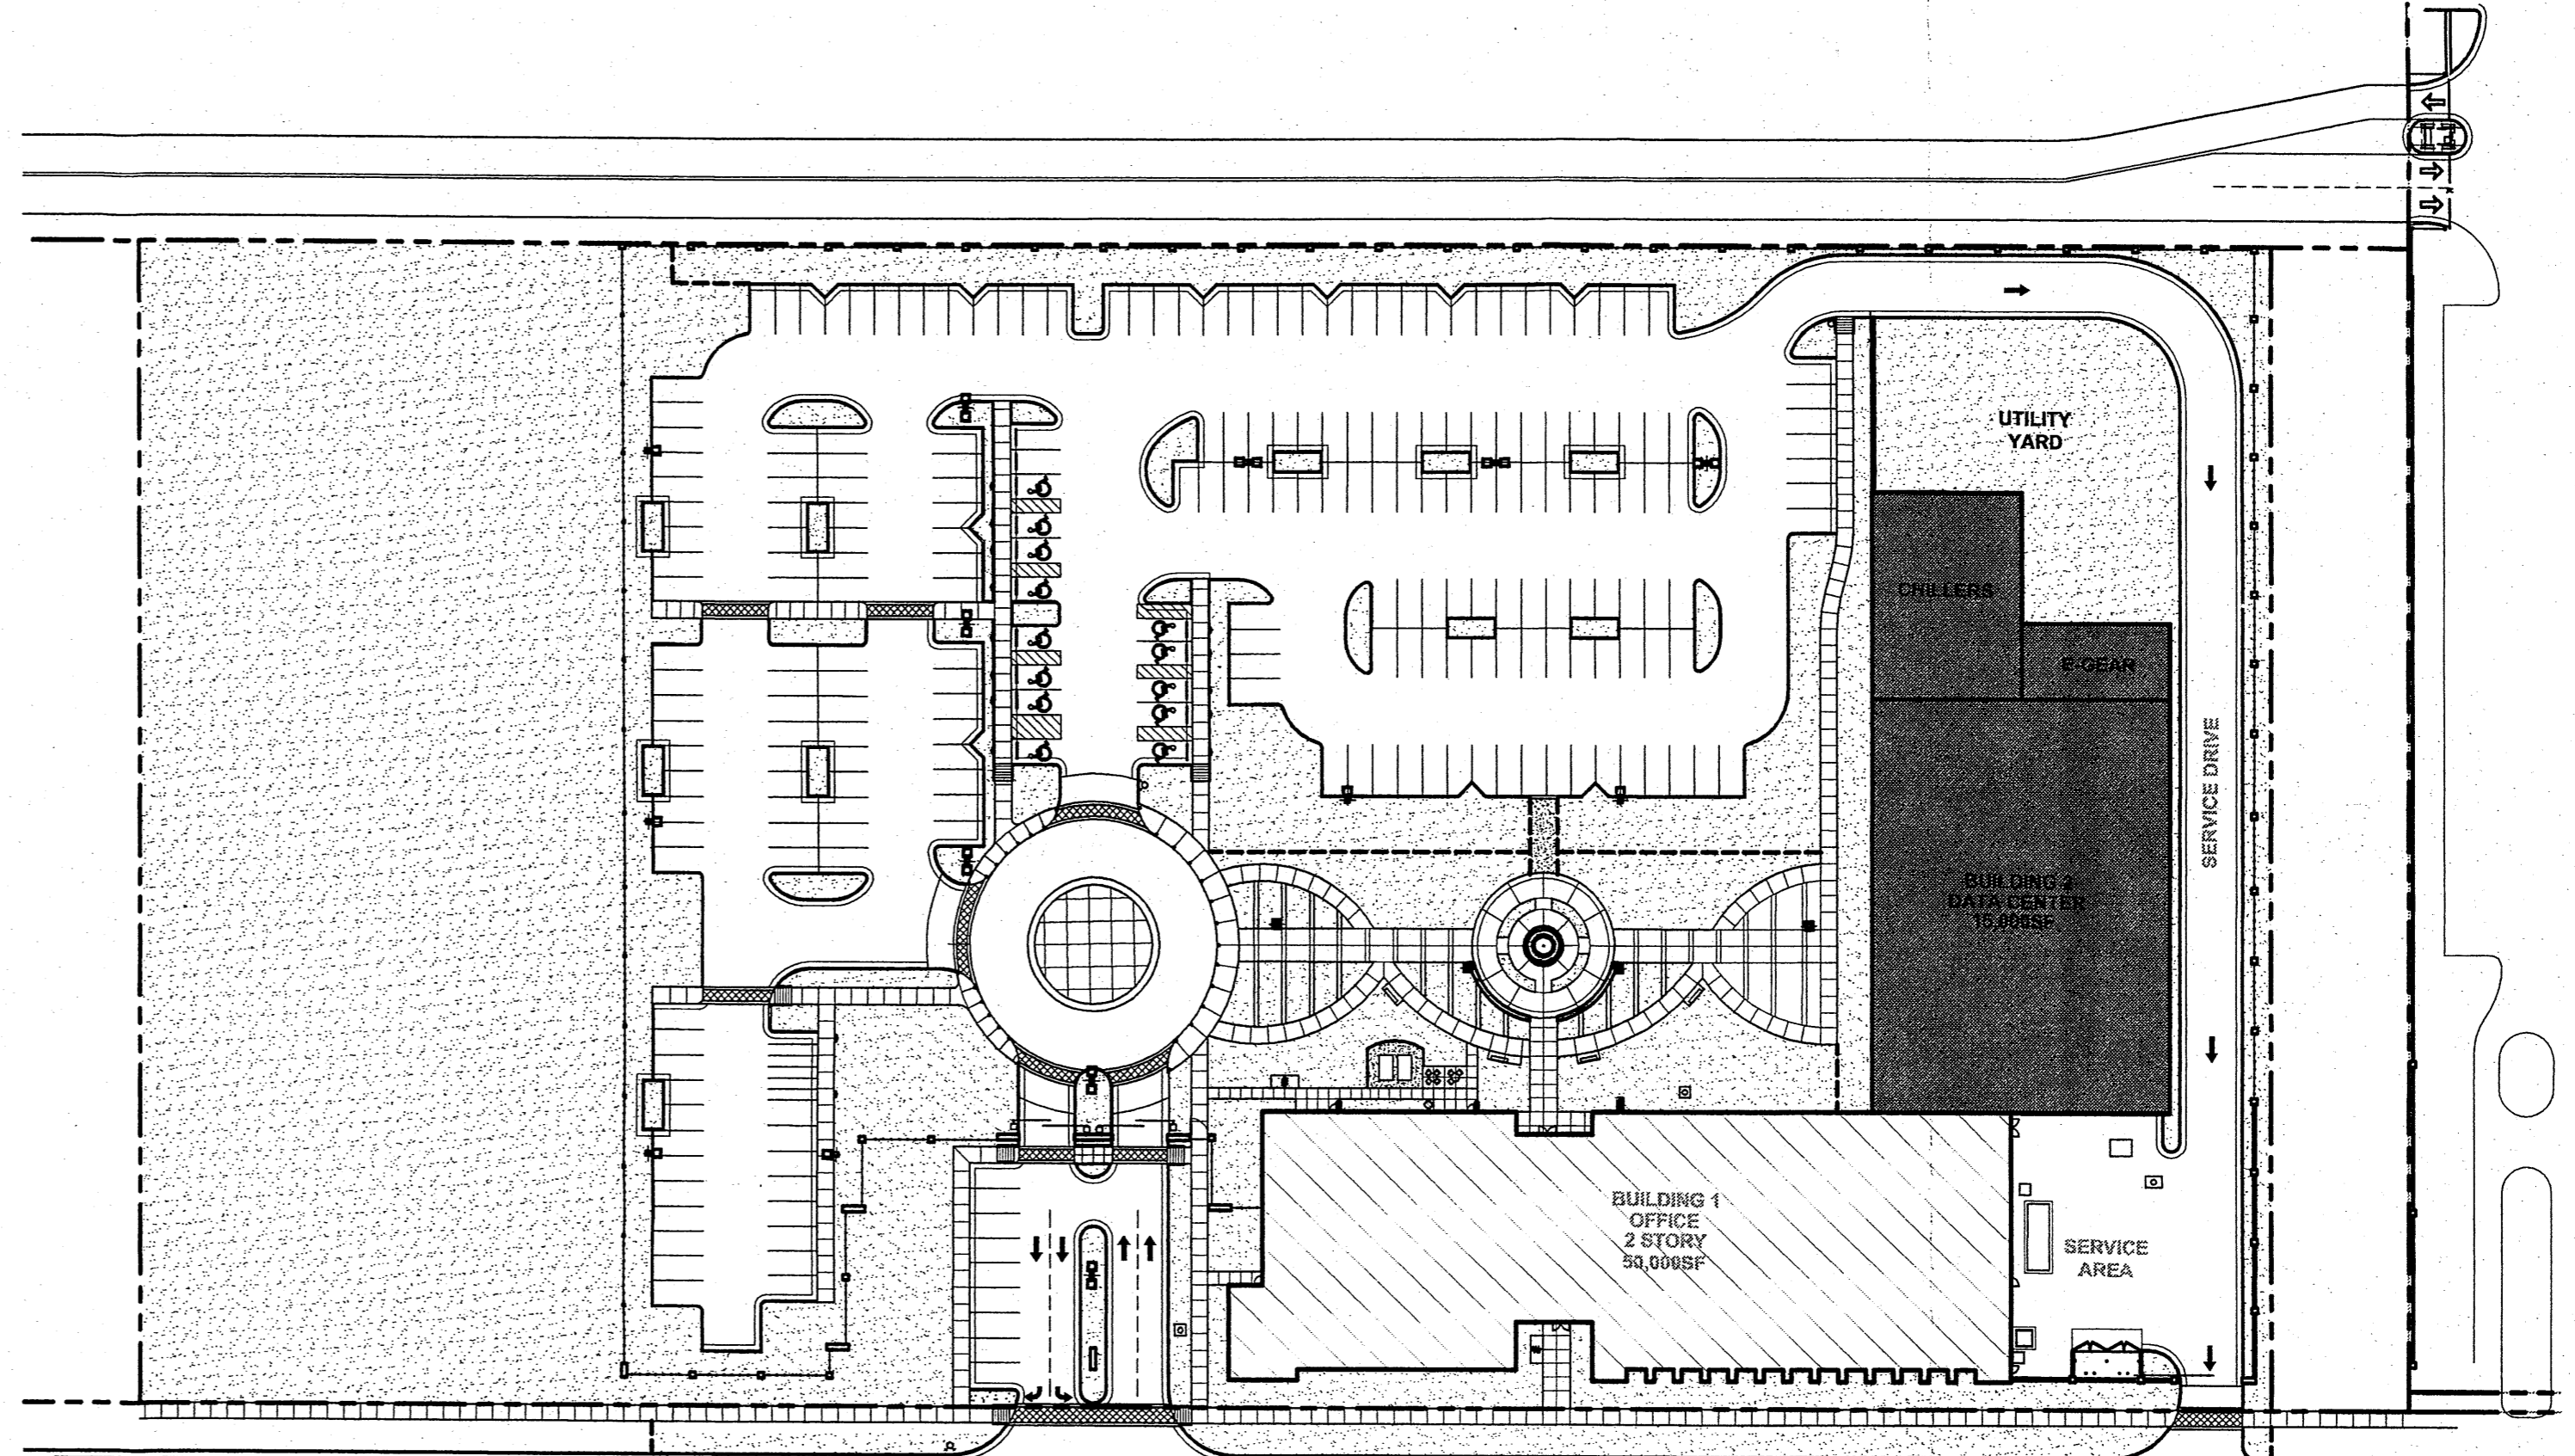 UTILITY
YARD
CHILLERS
E-GEAR
SERVICE DRIVE
BUILDING 2
DATA CENTER
15,000SF
BUILDING 1
OFFICE
2 STORY
50,000SF
SERVICE
AREA